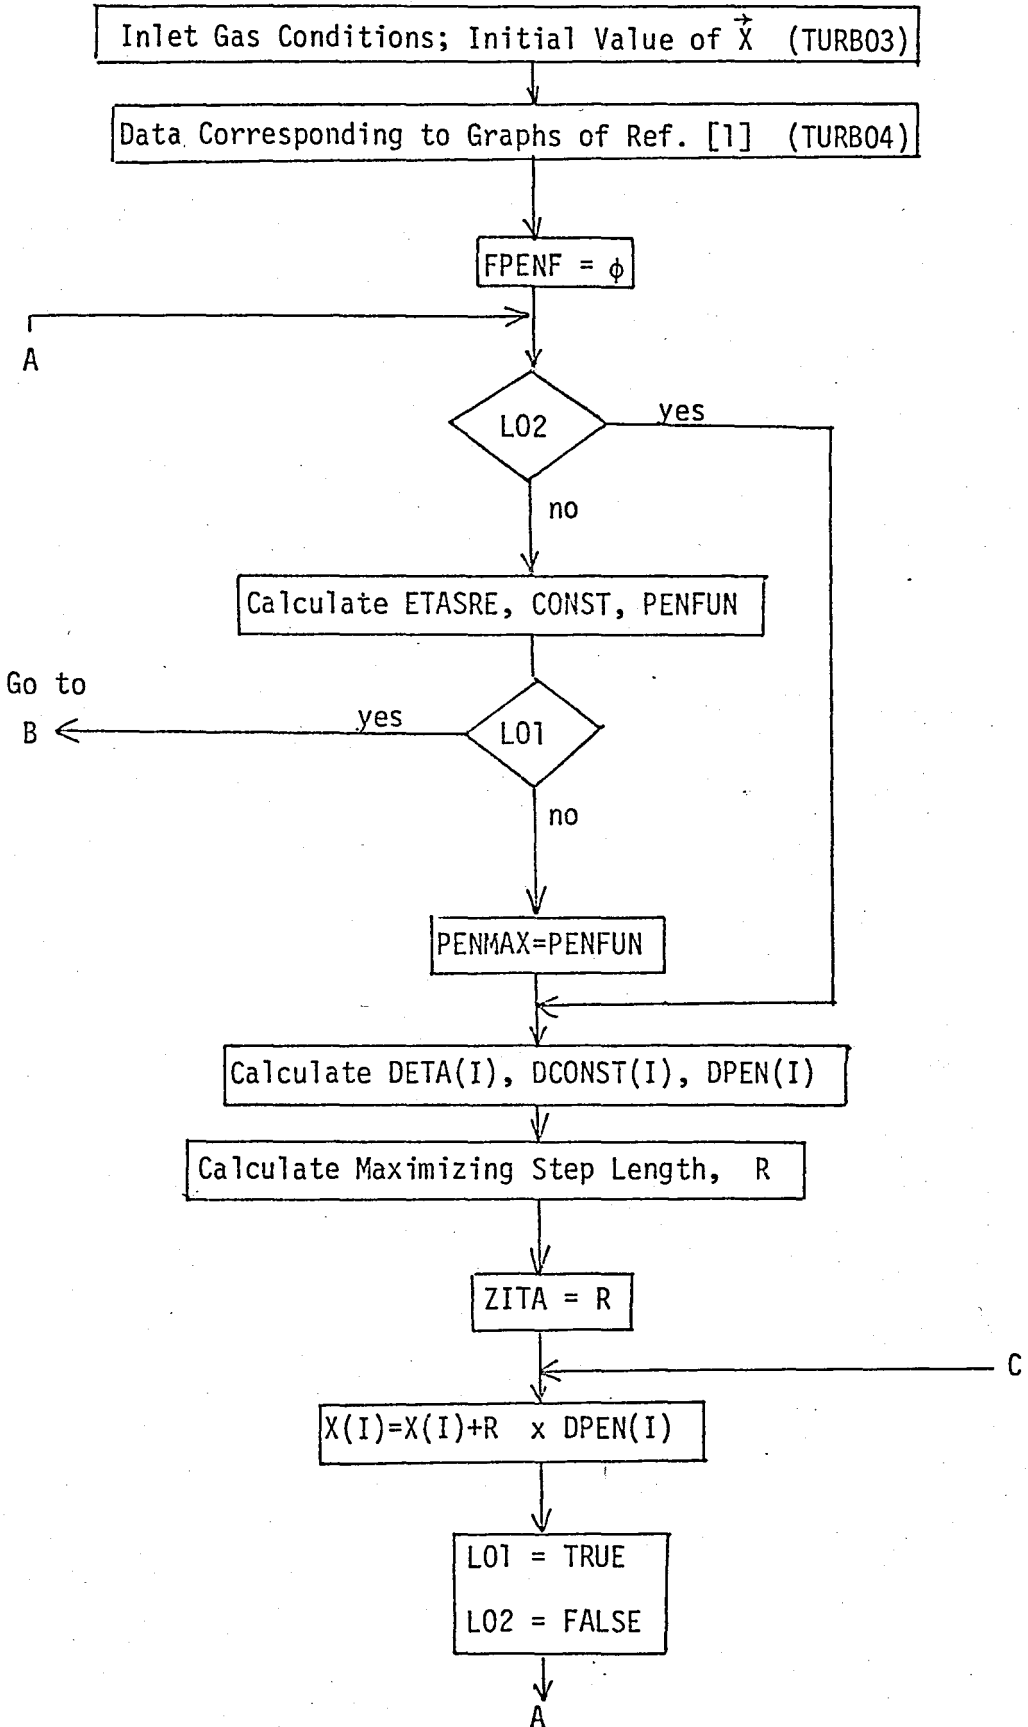 Inlet Gas Conditions; Initial Value of X⃗ (TURBO3)
Data Corresponding to Graphs of Ref. [1] (TURBO4)
FPENF = ϕ
A
LO2
yes
no
Calculate ETASRE, CONST, PENFUN
Go to
B
yes
LO1
no
PENMAX=PENFUN
Calculate DETA(I), DCONST(I), DPEN(I)
Calculate Maximizing Step Length, R
ZITA = R
C
X(I)=X(I)+R x DPEN(I)
LO1 = TRUE
LO2 = FALSE
A